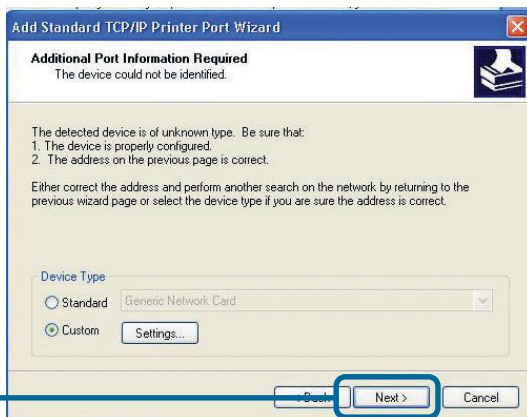 Add Standard TCP/IP Printer Port Wizard
Additional Port Information Required
The device could not be identified.
The detected device is of unknown type. Be sure that:
1. The device is properly configured.
2. The address on the previous page is correct.
Either correct the address and perform another search on the network by returning to the
previous wizard page or select the device type if you are sure the address is correct.
Device Type
Standard Generic Network Card
Custom Settings...
< Back Next > Cancel